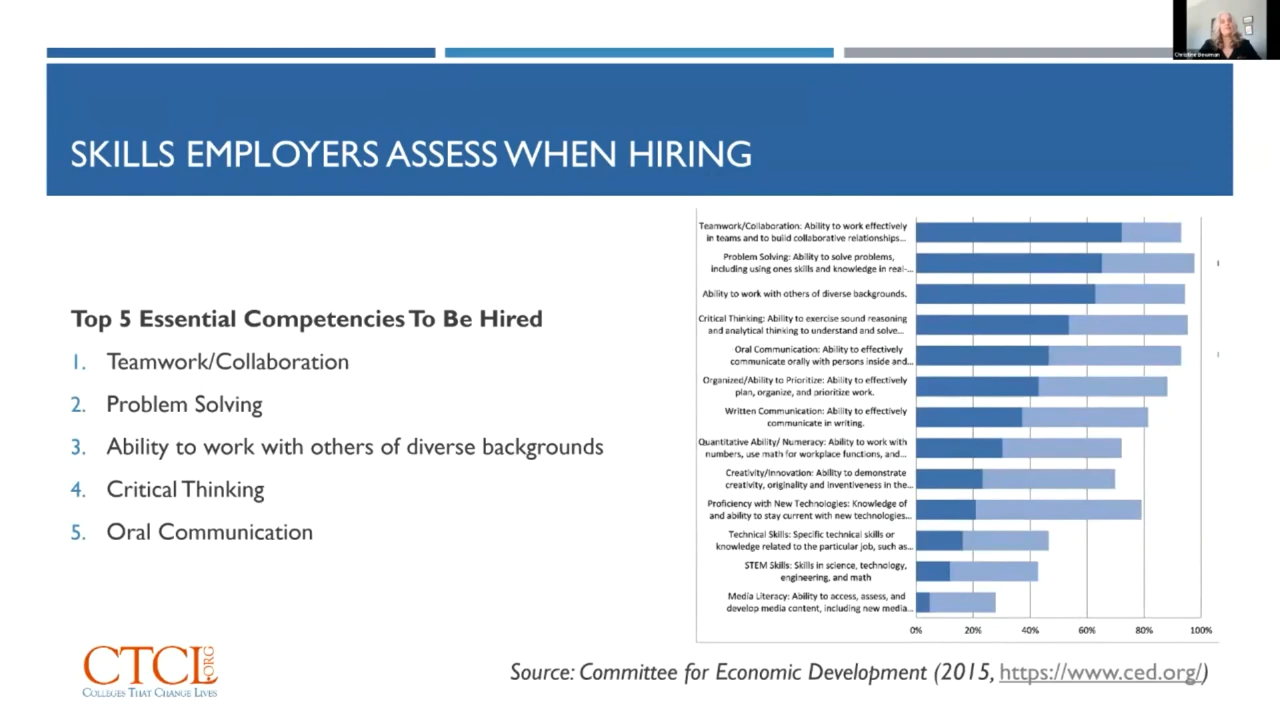 Christine Bowman
SKILLS EMPLOYERS ASSESS WHEN HIRING
Top 5 Essential Competencies To Be Hired
1. Teamwork/Collaboration
2. Problem Solving
3. Ability to work with others of diverse backgrounds
4. Critical Thinking
5. Oral Communication
Teamwork/Collaboration: Ability to work effectively
in teams and to build collaborative relationships...
Problem Solving: Ability to solve problems,
including using ones skills and knowledge in real-...
Ability to work with others of diverse backgrounds.
Critical Thinking: Ability to exercise sound reasoning
and analytical thinking to understand and solve...
Oral Communication: Ability to effectively
communicate orally with persons inside and...
Organized/Ability to Prioritize: Ability to effectively
plan, organize, and prioritize work.
Written Communication: Ability to effectively
communicate in writing.
Quantitative Ability/ Numeracy: Ability to work with
numbers, use math for workplace functions, and...
Creativity/Innovation: Ability to demonstrate
creativity, originality and inventiveness in the...
Proficiency with New Technologies: Knowledge of
and ability to stay current with new technologies...
Technical Skills: Specific technical skills or
knowledge related to the particular job, such as...
STEM Skills: Skills in science, technology,
engineering, and math
Media Literacy: Ability to access, assess, and
develop media content, including new media...
0% 20% 40% 60% 80% 100%
CTCL.ORG
COLLEGES THAT CHANGE LIVES
Source: Committee for Economic Development (2015, https://www.ced.org/)